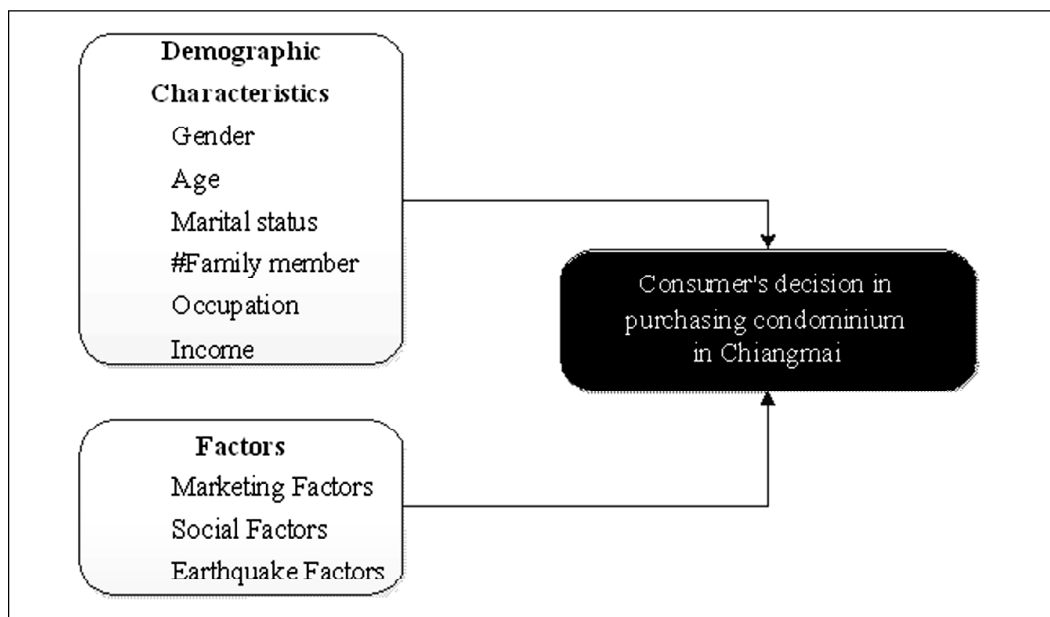 Demographic
Characteristics
Gender
Age
Marital status
#Family member
Occupation
Income
Consumer's decision in
purchasing condominium
in Chiangmai
Factors
Marketing Factors
Social Factors
Earthquake Factors